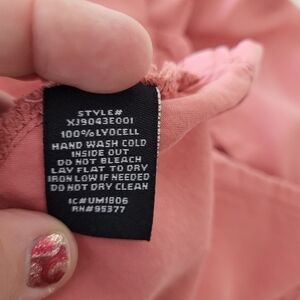 STYLE#
XJ9043E001
100%LYOCELL
HAND WASH COLD
INSIDE OUT
DO NOT BLEACH
LAY FLAT TO DRY
IRON LOW IF NEEDED
DO NOT DRY CLEAN
IC#UM1806
RN#95377